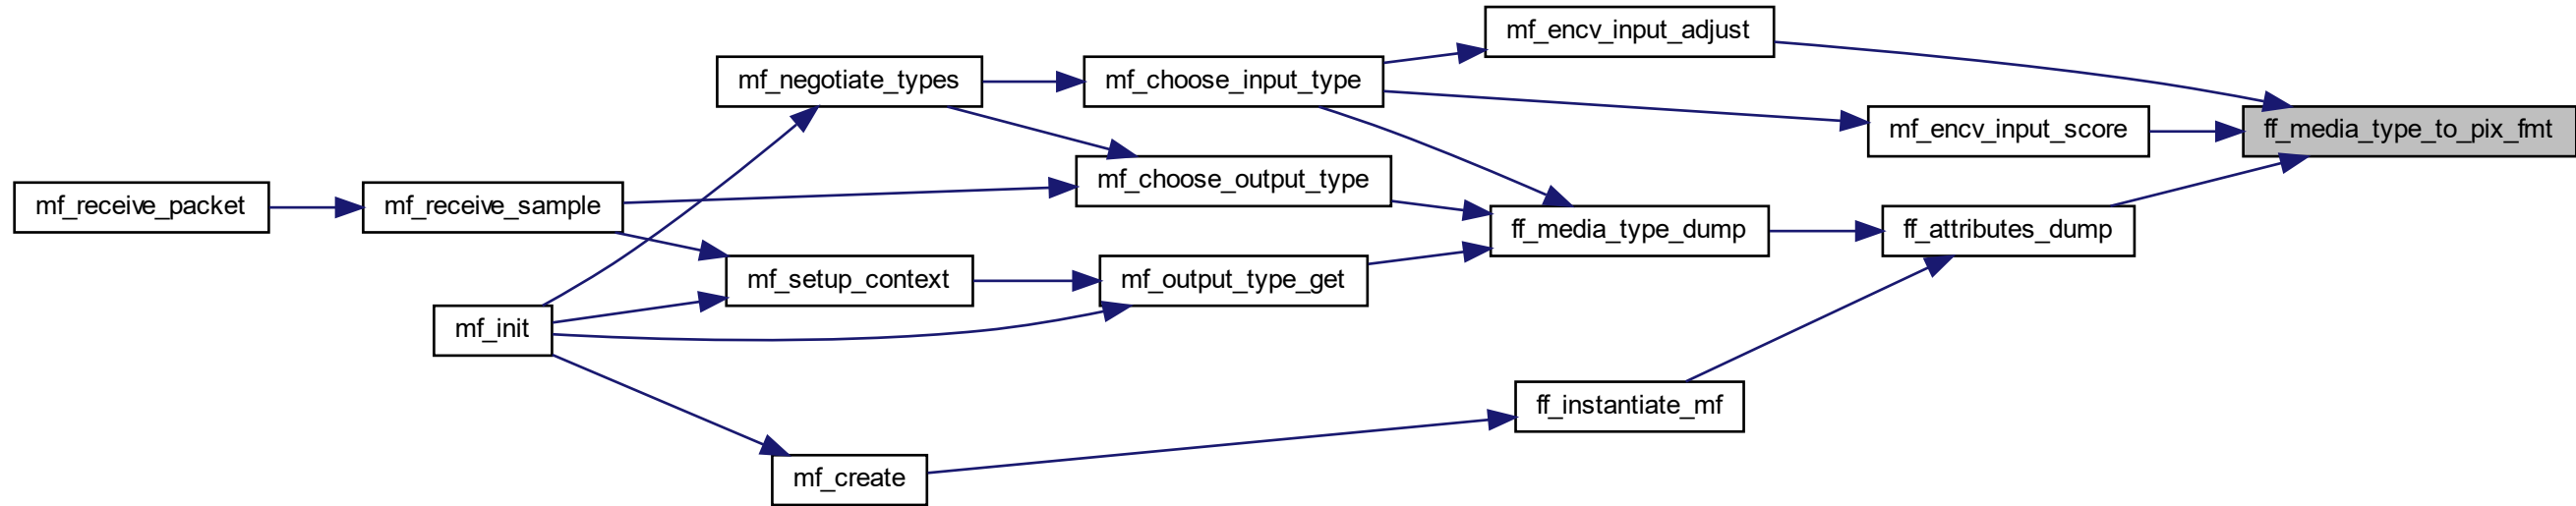 mf_encv_input_adjust
mf_negotiate_types
mf_choose_input_type
mf_encv_input_score
ff_media_type_to_pix_fmt
mf_receive_packet
mf_receive_sample
mf_choose_output_type
ff_media_type_dump
ff_attributes_dump
mf_setup_context
mf_output_type_get
mf_init
ff_instantiate_mf
mf_create